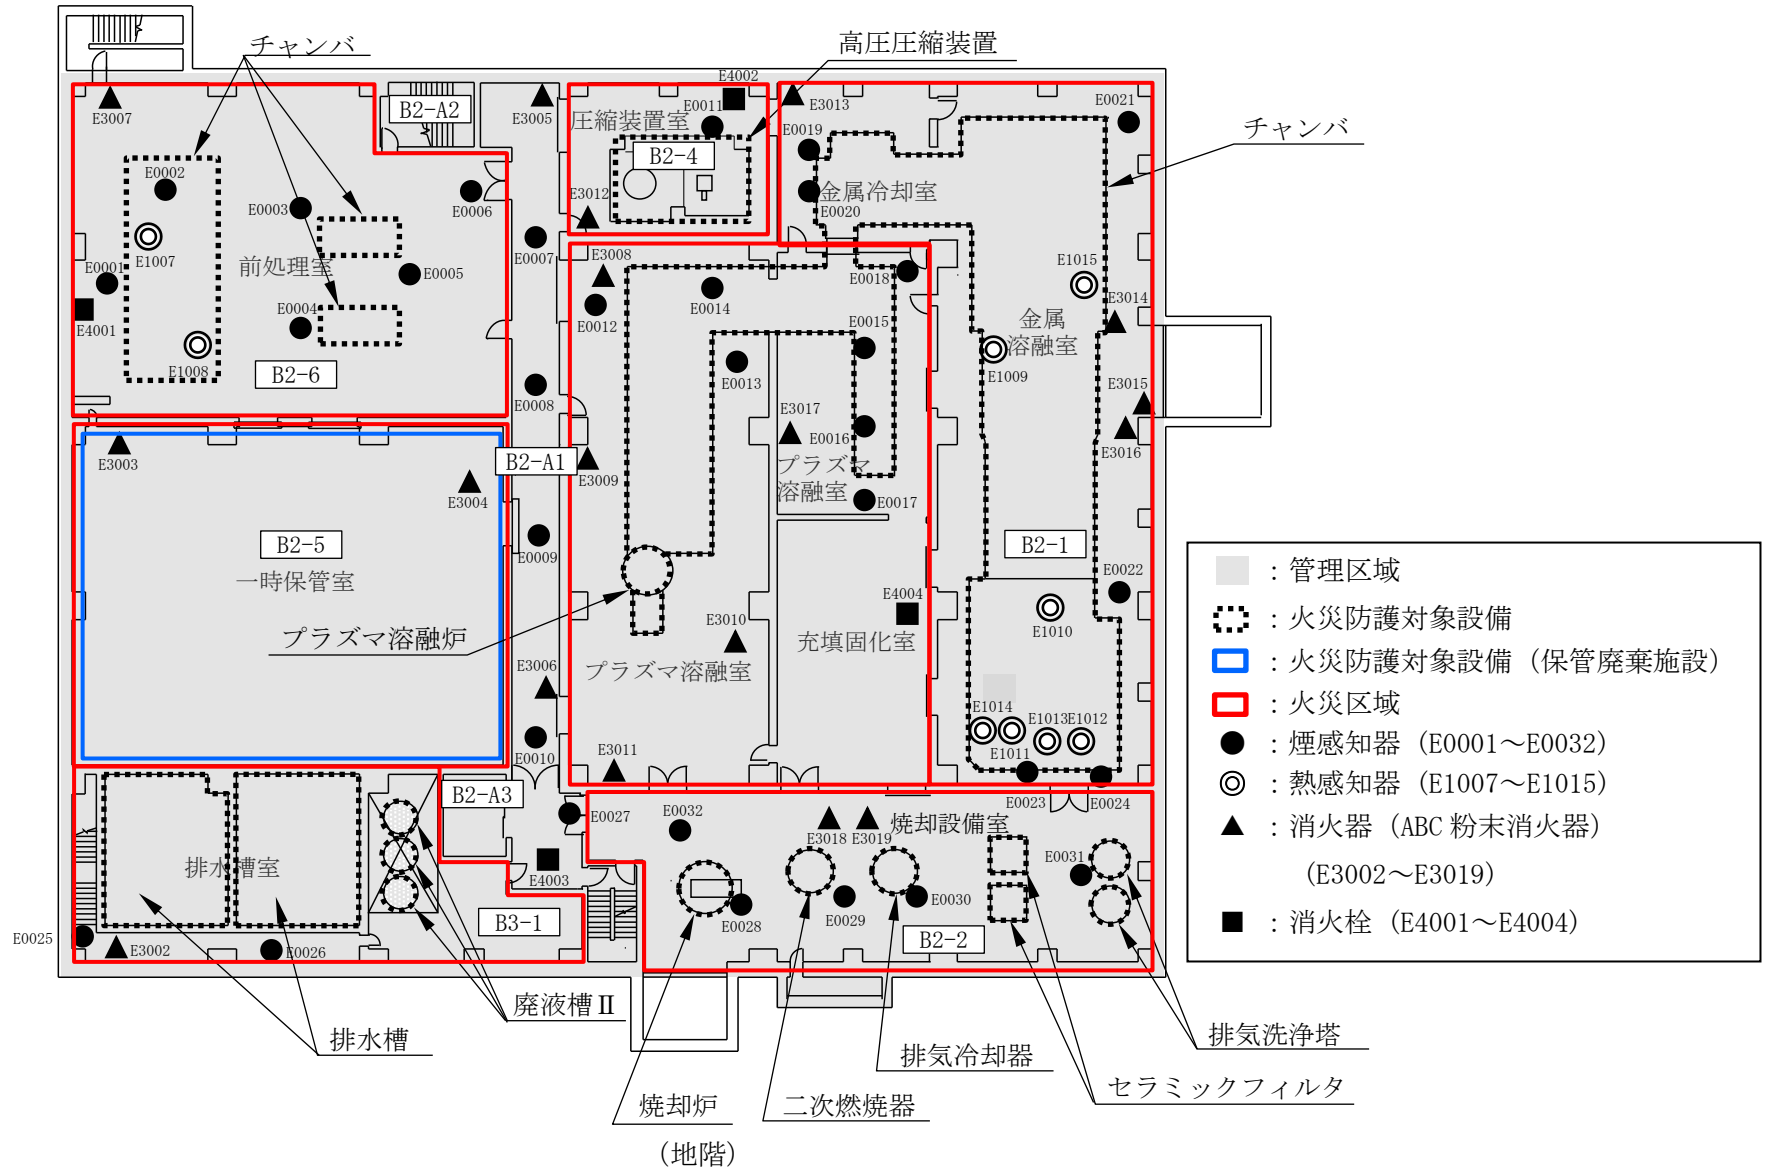 チャンバ
高圧圧縮装置
E4002
B2-A2
E3007
E3005
E0011
圧縮装置室
E3013
E0021
チャンバ
E0019
B2-4
E0002
E0003
E0006
E3012
金属冷却室
E0020
E1007
前処理室
E0007
E3008
E0018
E1015
E0001
E0005
E0014
E0012
E3014
E4001
E0004
E0015
金属
溶融室
E1008
B2-6
E0013
E1009
E0008
E3015
E3017
E0016
E3016
E3003
B2-A1
E3009
プラズマ
溶融室
E3004
E0017
B2-5
B2-1
一時保管室
E0009
E0022
E4004
E1010
プラズマ溶融炉
E3010
充填固化室
E3006
プラズマ溶融室
E1014
E1013
E1012
E0010
E3011
E1011
B2-A3
E0023
E0024
E0027
E0032
E3018
E3019
焼却設備室
排水槽室
E4003
E0031
E0028
E0029
E0030
B3-1
B2-2
E0025
E3002
E0026
廃液槽Ⅱ
排水槽
排気洗浄塔
排気冷却器
セラミックフィルタ
焼却炉
二次燃焼器
(地階)
：管理区域
：火災防護対象設備
：火災防護対象設備（保管廃棄施設）
：火災区域
：煙感知器（E0001～E0032）
：熱感知器（E1007～E1015）
：消火器（ABC 粉末消火器）
（E3002～E3019）
：消火栓（E4001～E4004）